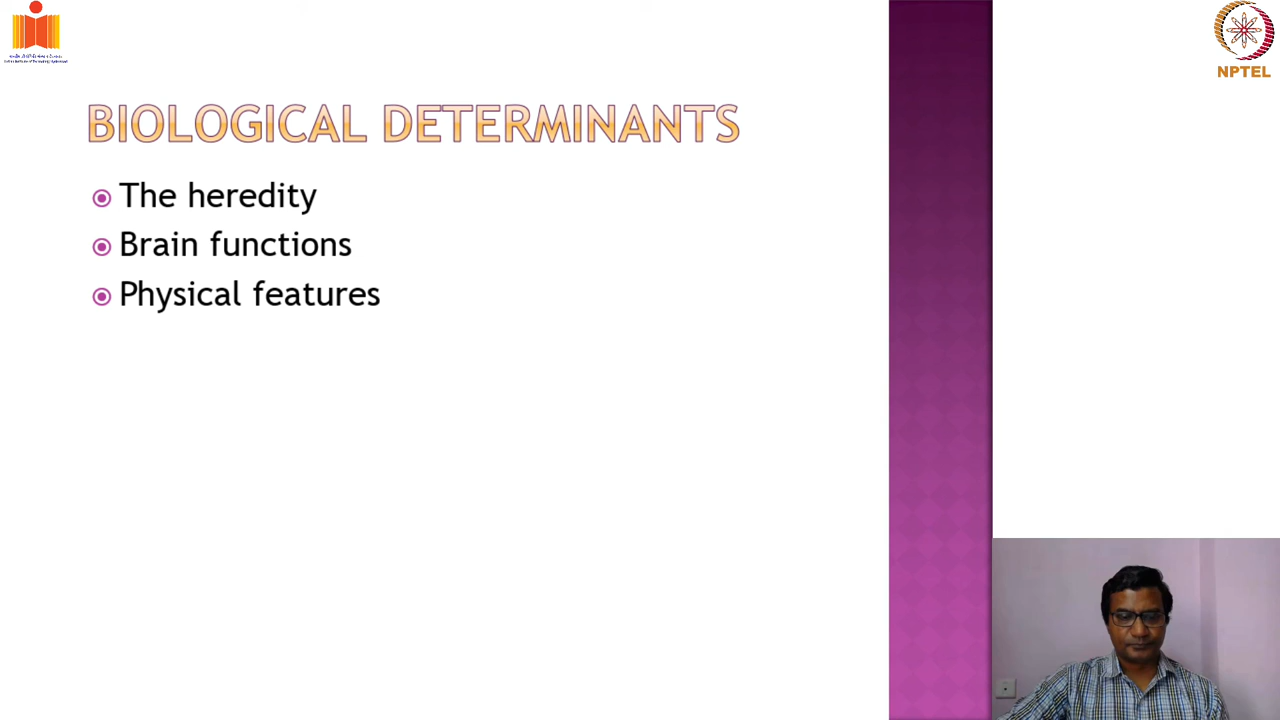 NPTEL
BIOLOGICAL DETERMINANTS
The heredity
Brain functions
Physical features